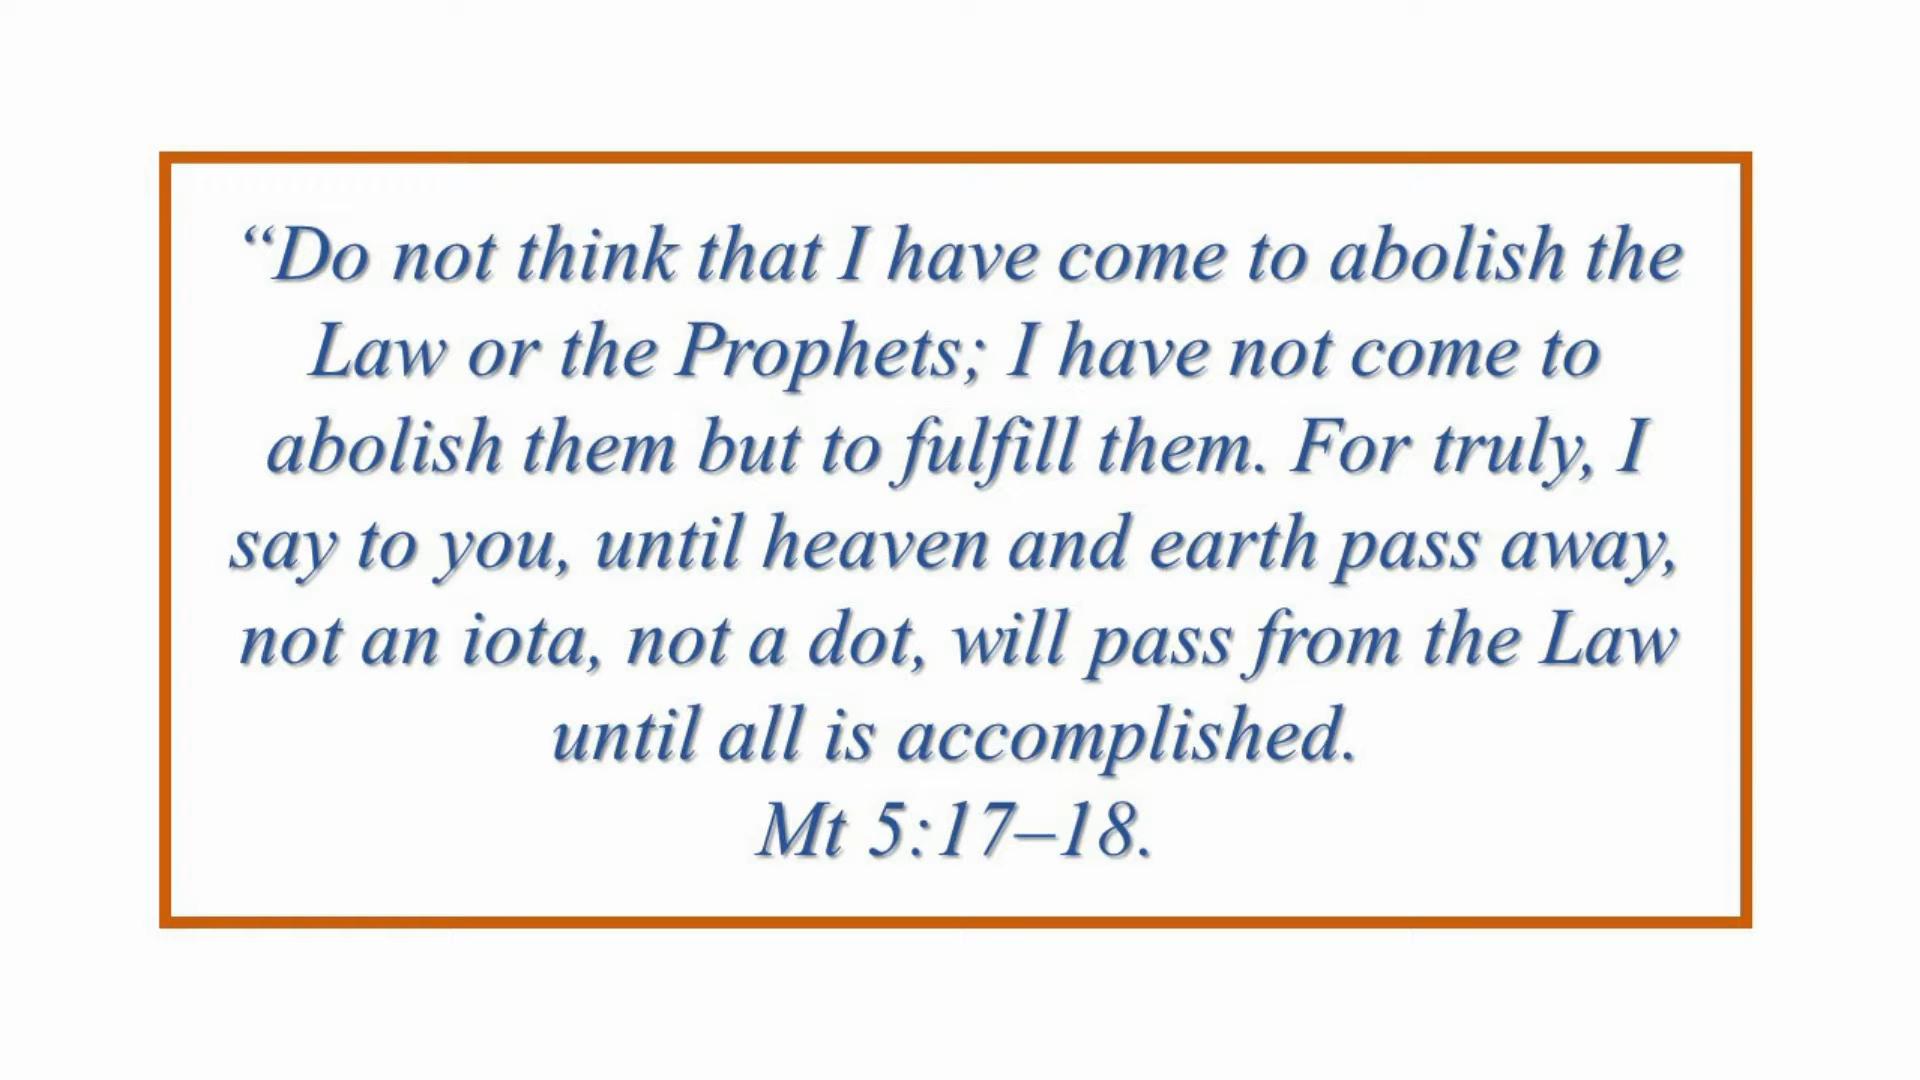 “Do not think that I have come to abolish the
Law or the Prophets; I have not come to
abolish them but to fulfill them. For truly, I
say to you, until heaven and earth pass away,
not an iota, not a dot, will pass from the Law
until all is accomplished.
Mt 5:17–18.